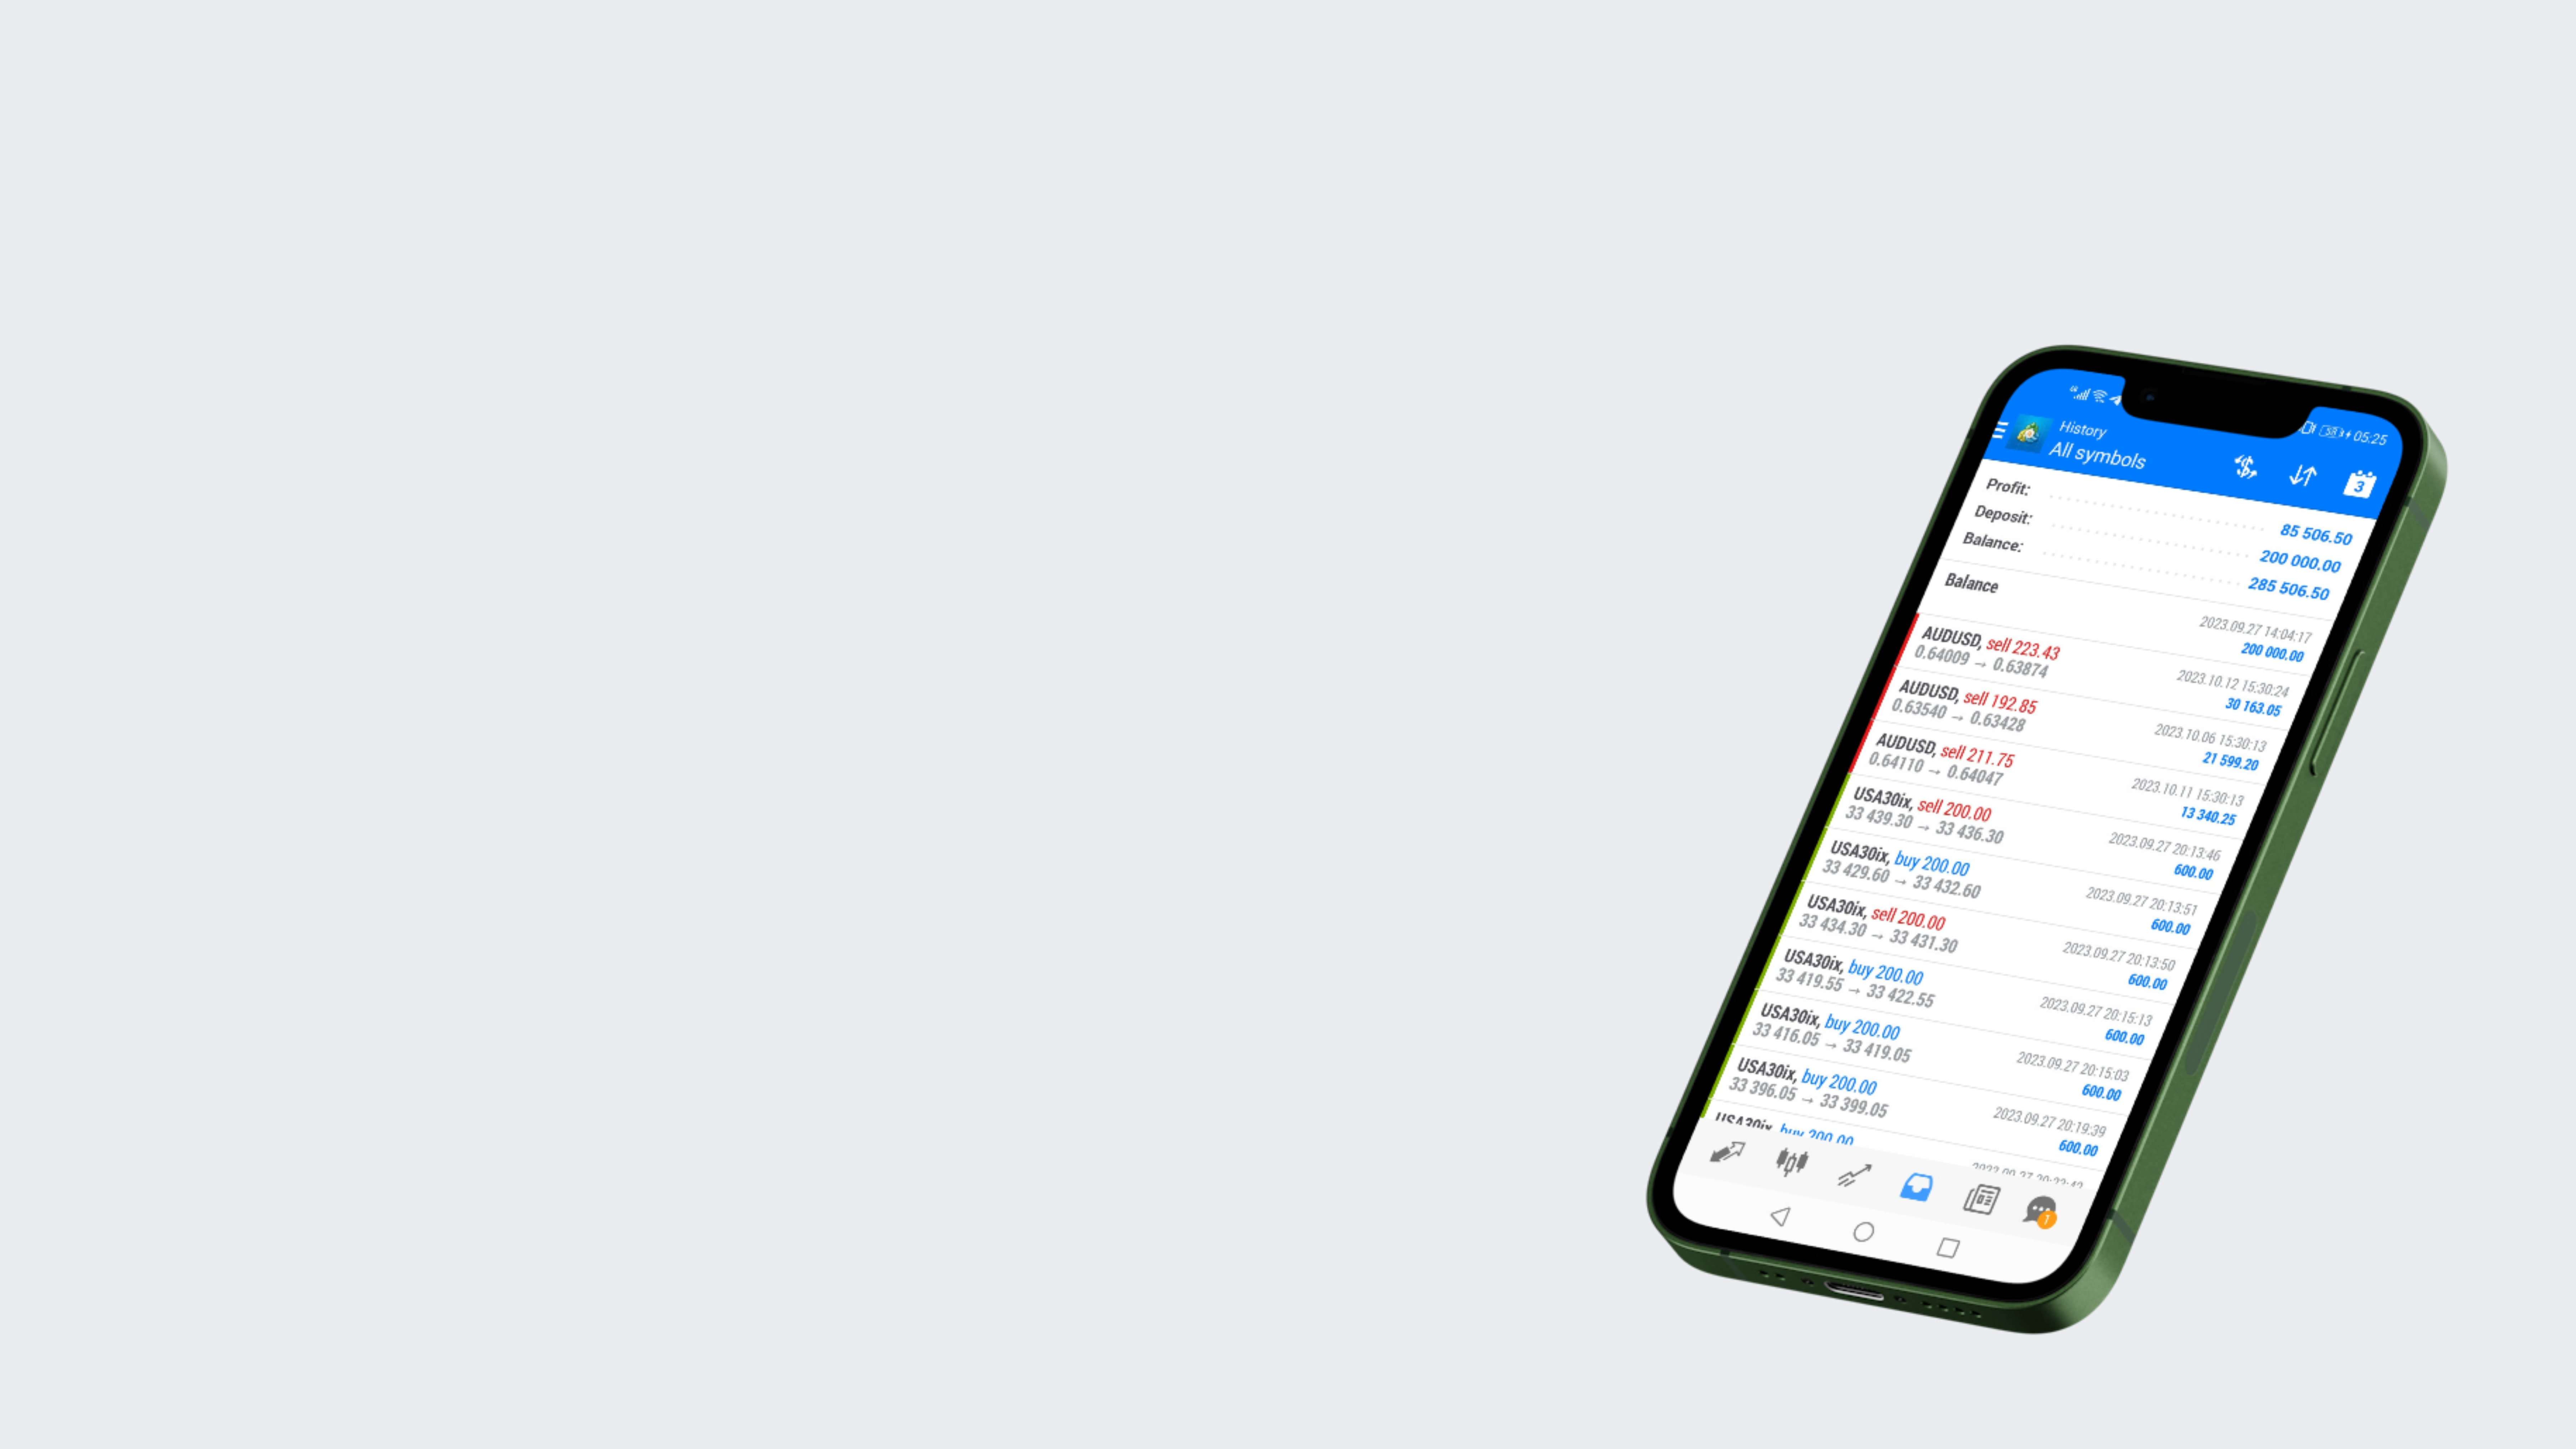 05:25
History
All symbols
3
Profit: 85 506.50
Deposit: 200 000.00
Balance: 285 506.50
Balance
2023.09.27 14:04:17
200 000.00
AUDUSD, sell 223.43
0.64009 → 0.63874
2023.10.12 15:30:24
30 163.05
AUDUSD, sell 192.85
0.63540 → 0.63428
2023.10.06 15:30:13
21 599.20
AUDUSD, sell 211.75
0.64110 → 0.64047
2023.10.11 15:30:13
13 340.25
USA30ix, sell 200.00
33 439.30 → 33 436.30
2023.09.27 20:13:46
600.00
USA30ix, buy 200.00
33 429.60 → 33 432.60
2023.09.27 20:13:51
600.00
USA30ix, sell 200.00
33 434.30 → 33 431.30
2023.09.27 20:13:50
600.00
USA30ix, buy 200.00
33 419.55 → 33 422.55
2023.09.27 20:15:13
600.00
USA30ix, buy 200.00
33 416.05 → 33 419.05
2023.09.27 20:15:03
600.00
USA30ix, buy 200.00
33 396.05 → 33 399.05
2023.09.27 20:19:39
600.00
USA30ix, buy 200.00
1